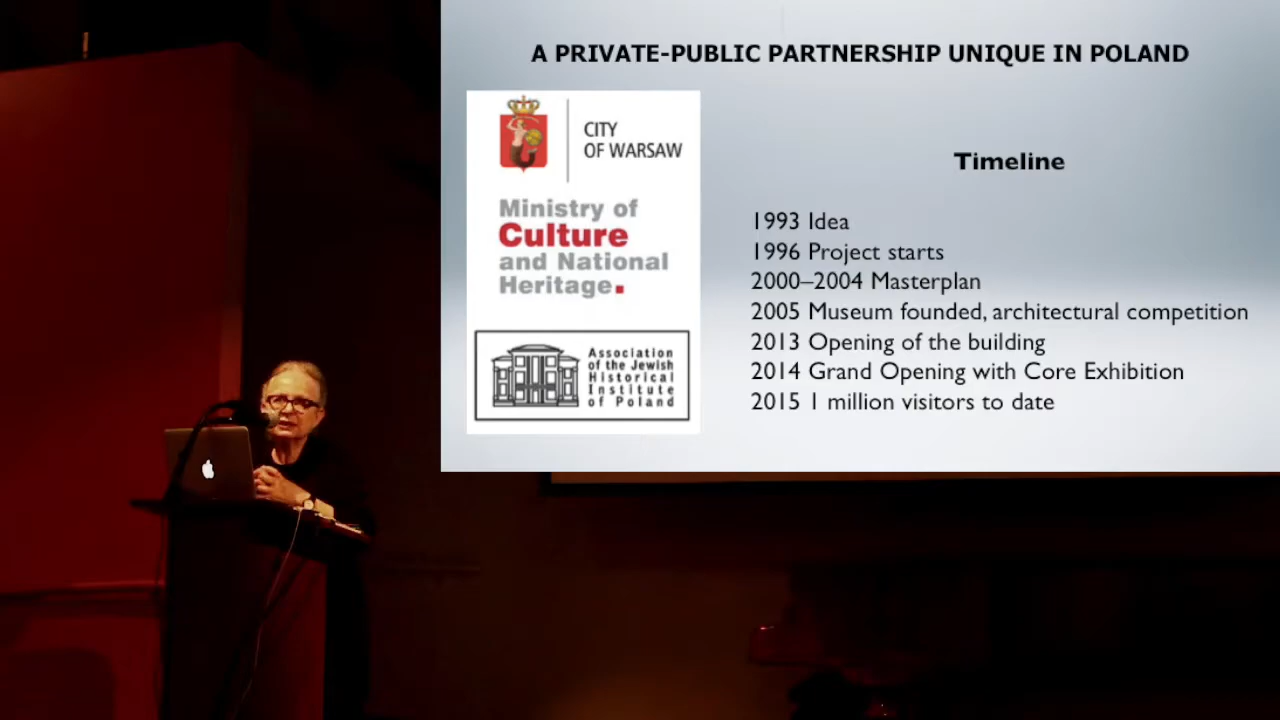 A PRIVATE-PUBLIC PARTNERSHIP UNIQUE IN POLAND
CITY
OF WARSAW
Ministry of
Culture
and National
Heritage.
Association
of the Jewish
Historical
Institute
of Poland
Timeline
1993 Idea
1996 Project starts
2000–2004 Masterplan
2005 Museum founded, architectural competition
2013 Opening of the building
2014 Grand Opening with Core Exhibition
2015 1 million visitors to date